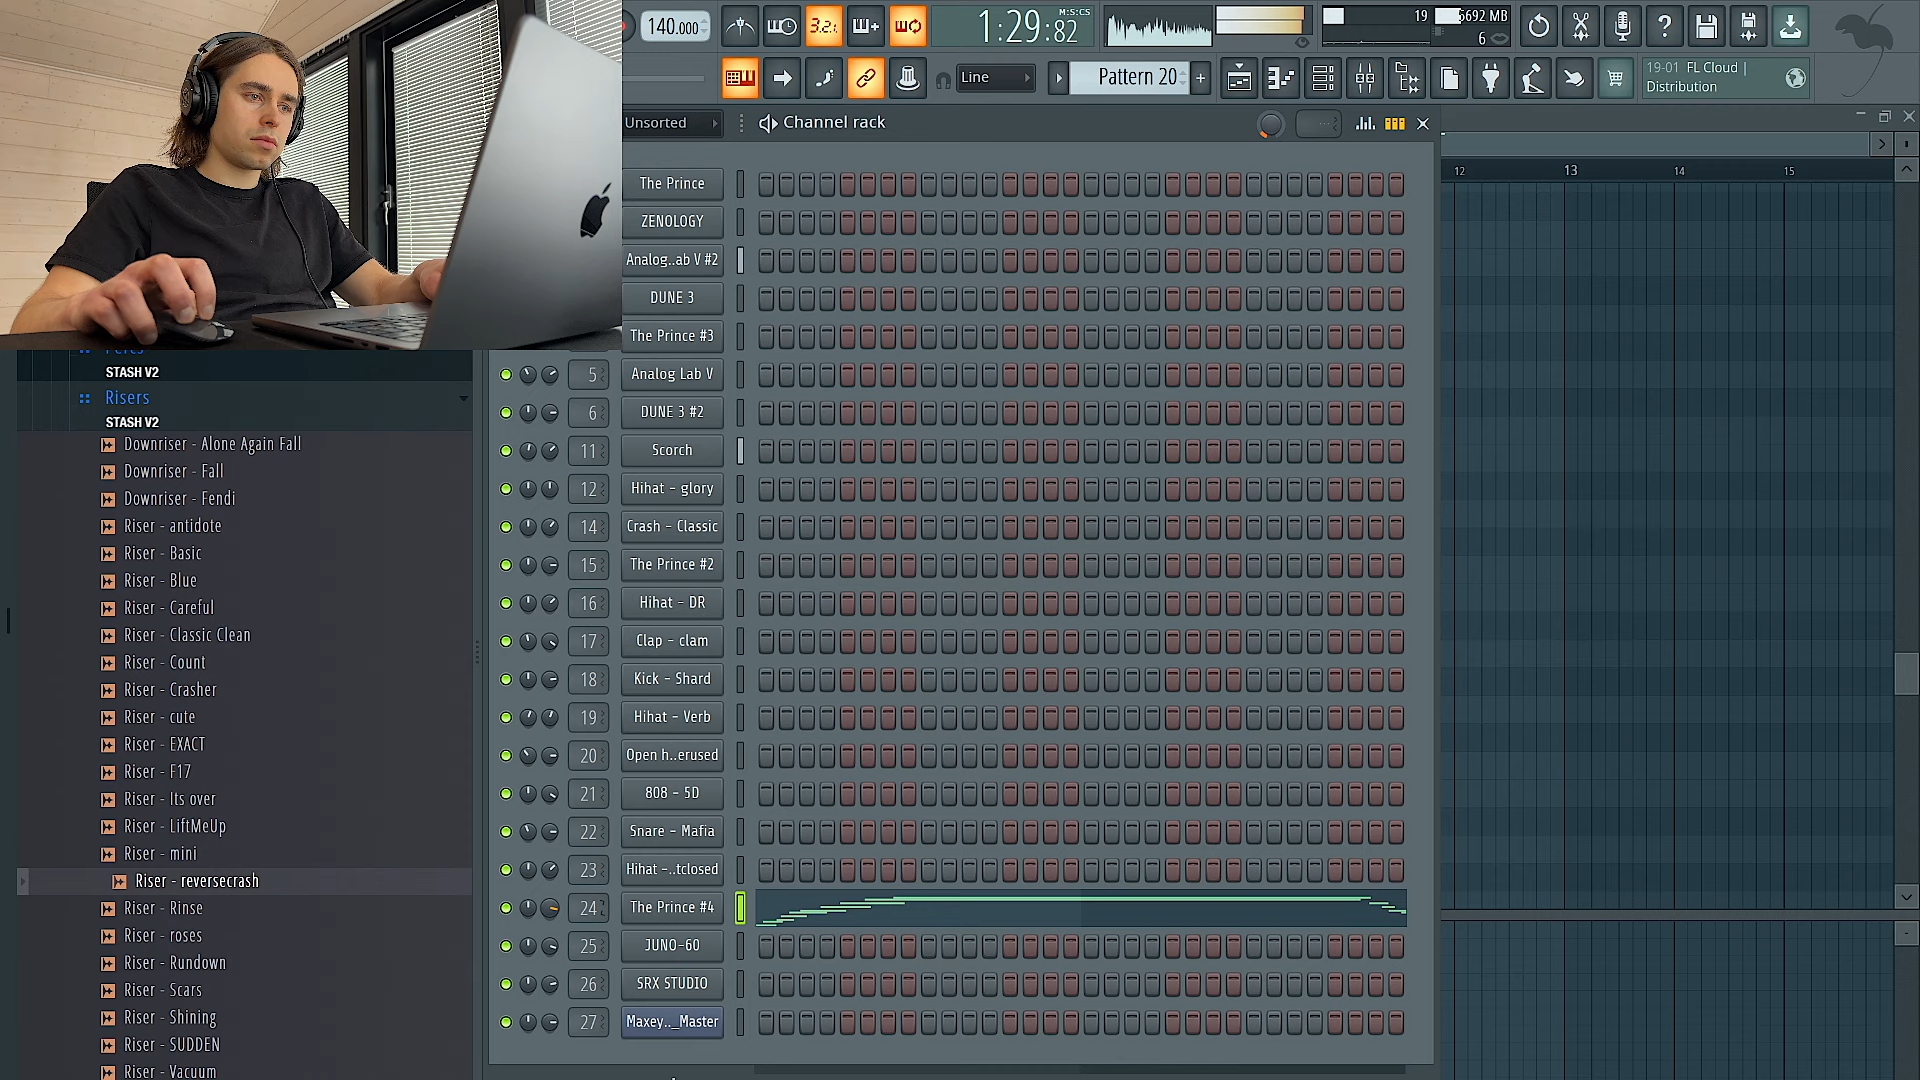 140.000
3.2.
1:29:82
M:S:CS
19
5692 MB
6
Line
Pattern 20
19-01 FL Cloud |
Distribution
Unsorted
Channel rack
12
13
14
15
The Prince
ZENOLOGY
Analog..ab V #2
DUNE 3
The Prince #3
5
Analog Lab V
6
DUNE 3 #2
11
Scorch
12
Hihat - glory
14
Crash - Classic
15
The Prince #2
16
Hihat - DR
17
Clap - clam
18
Kick - Shard
19
Hihat - Verb
20
Open h..erused
21
808 - 5D
22
Snare - Mafia
23
Hihat -..tclosed
24
The Prince #4
25
JUNO-60
26
SRX STUDIO
27
Maxey.._Master
STASH V2
Risers
STASH V2
Downriser - Alone Again Fall
Downriser - Fall
Downriser - Fendi
Riser - antidote
Riser - Basic
Riser - Blue
Riser - Careful
Riser - Classic Clean
Riser - Count
Riser - Crasher
Riser - cute
Riser - EXACT
Riser - F17
Riser - Its over
Riser - LiftMeUp
Riser - mini
Riser - reversecrash
Riser - Rinse
Riser - roses
Riser - Rundown
Riser - Scars
Riser - Shining
Riser - SUDDEN
Riser - Vacuum